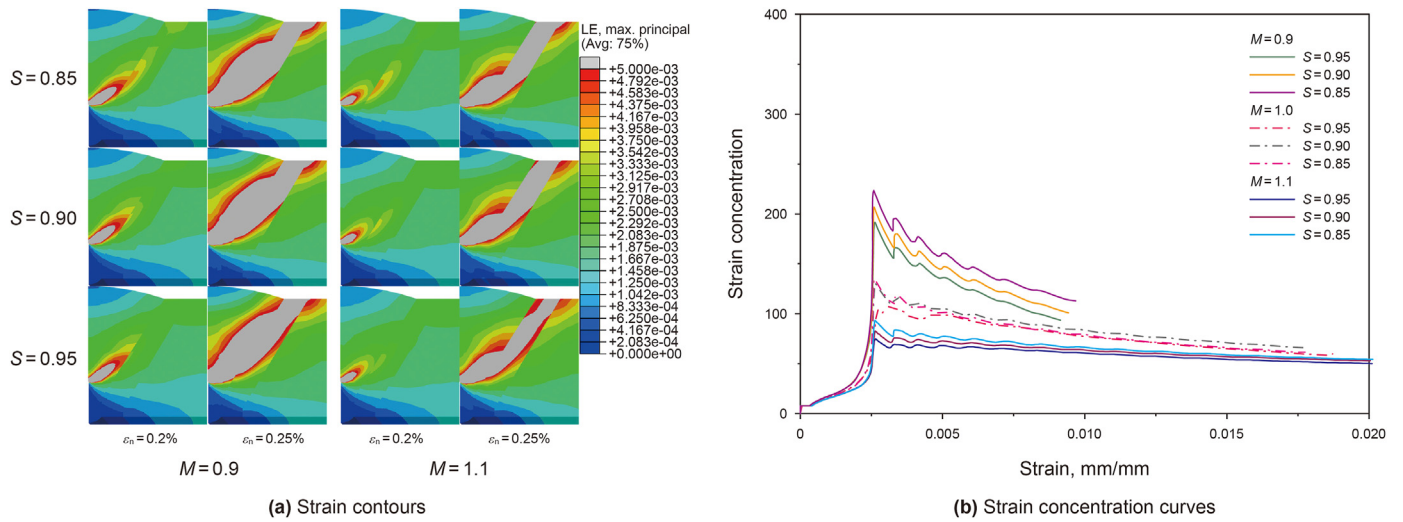 LE, max. principal
(Avg: 75%)
+5.000e-03
+4.792e-03
+4.583e-03
+4.375e-03
+4.167e-03
+3.958e-03
+3.750e-03
+3.542e-03
+3.333e-03
+3.125e-03
+2.917e-03
+2.708e-03
+2.500e-03
+2.292e-03
+2.083e-03
+1.875e-03
+1.667e-03
+1.458e-03
+1.250e-03
+1.042e-03
+8.333e-04
+6.250e-04
+4.167e-04
+2.083e-04
+0.000e+00
S = 0.85
S = 0.90
S = 0.95
εn = 0.2% εn = 0.25% εn = 0.2% εn = 0.25%
M = 0.9 M = 1.1
(a) Strain contours
Strain concentration
400
300
200
100
50
0
0 0.005 0.010 0.015 0.020
Strain, mm/mm
M = 0.9
S = 0.95
S = 0.90
S = 0.85
M = 1.0
S = 0.95
S = 0.90
S = 0.85
M = 1.1
S = 0.95
S = 0.90
S = 0.85
(b) Strain concentration curves